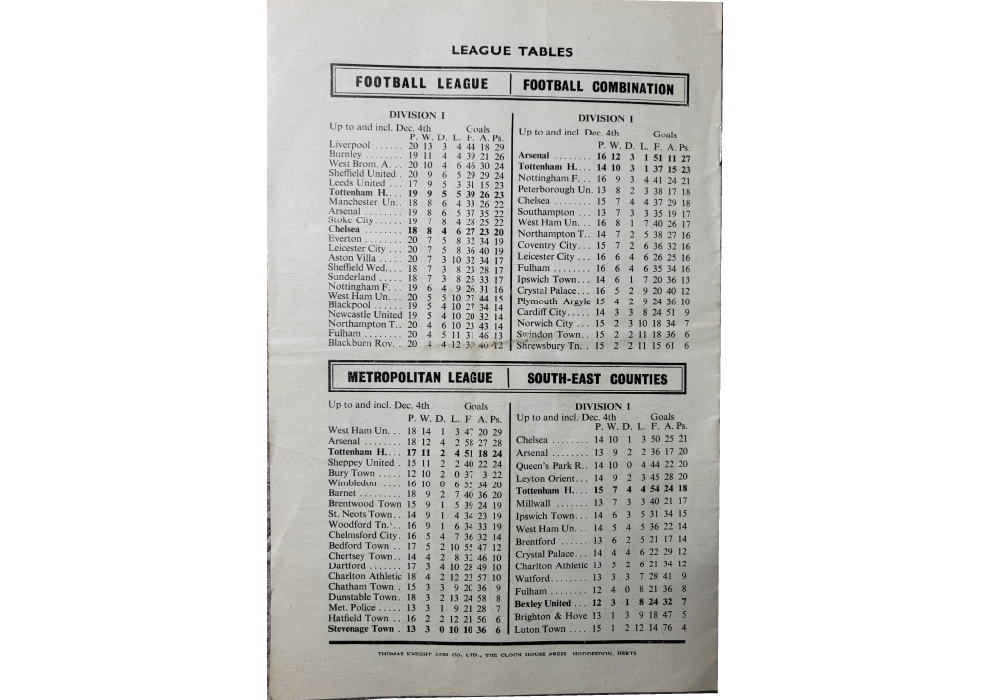 LEAGUE TABLES
FOOTBALL LEAGUE
DIVISION I
Up to and incl. Dec. 4th Goals
P. W. D. L. F. A. Ps.
Liverpool ...... 20 13 3 4 44 18 29
Burnley ........ 19 11 4 4 39 21 26
West Brom. A. .. 20 10 4 6 46 30 24
Sheffield United . 20 9 6 5 29 29 24
Leeds United ..... 17 9 5 3 31 15 23
Tottenham H.... 19 9 5 5 39 26 23
Manchester Un.. 18 8 6 4 33 26 22
Arsenal ........ 19 8 6 5 37 35 22
Stoke City...... 19 7 8 4 28 25 22
Chelsea ........ 18 8 4 6 27 23 20
Everton ........ 20 7 5 8 32 34 19
Leicester City ... 20 7 5 8 36 40 19
Aston Villa ..... 20 7 3 10 32 34 17
Sheffield Wed.... 18 7 3 8 23 28 17
Sunderland ..... 18 7 3 8 25 33 17
Nottingham F... 19 6 4 9 26 31 16
West Ham Un... 20 5 5 10 27 44 15
Blackpool ...... 19 5 4 10 27 34 14
Newcastle United 19 5 4 10 20 32 14
Northampton T.. 20 4 6 10 23 43 14
Fulham ........ 20 4 5 11 31 46 13
Blackburn Rov. .. 20 4 4 12 40 12
FOOTBALL COMBINATION
DIVISION I
Up to and incl. Dec. 4th Goals
P. W. D. L. F. A. Ps.
Arsenal ........ 16 12 3 1 51 11 27
Tottenham H.... 14 10 3 1 37 15 23
Nottingham F... 16 9 3 4 41 24 21
Peterborough Un. 13 8 2 3 38 17 18
Chelsea ........ 15 7 4 4 37 29 18
Southampton ... 13 7 3 3 35 19 17
West Ham Un... 16 8 1 7 40 26 17
Northampton T.. 14 7 2 5 38 27 16
Coventry City... 15 7 2 6 36 32 16
Leicester City ... 16 6 4 6 26 25 16
Fulham ........ 16 6 4 6 35 34 16
Ipswich Town... 14 6 1 7 20 36 13
Crystal Palace... 16 5 2 9 20 40 12
Plymouth Argyle 15 4 2 9 24 36 10
Cardiff City..... 14 3 3 8 24 51 9
Norwich City ... 15 2 3 10 18 34 7
Swindon Town.. 15 2 2 11 18 36 6
Shrewsbury Tn. . 15 2 2 11 15 61 6
METROPOLITAN LEAGUE
Up to and incl. Dec. 4th Goals
P. W. D. L. F A. Ps.
West Ham Un. .. 18 14 1 3 47 20 29
Arsenal ........ 18 12 4 2 58 27 28
Tottenham H.... 17 11 2 4 51 18 24
Sheppey United . 15 11 2 2 40 22 24
Bury Town ..... 12 10 2 0 37 3 22
Wimbledon .... 16 10 0 6 34 20
Barnet ........ 18 9 2 7 40 36 20
Brentwood Town 15 9 1 5 39 24 19
St. Neots Town.. 14 9 1 4 34 23 19
Woodford Tn... 16 9 1 6 34 33 19
Chelmsford City. 16 5 4 7 36 32 14
Bedford Town .. 17 5 2 10 55 47 12
Chertsey Town.. 14 4 2 8 32 46 10
Dartford ....... 17 3 4 10 28 49 10
Charlton Athletic 18 4 2 12 23 57 10
Chatham Town . 15 3 3 9 20 36 9
Dunstable Town. 18 3 2 13 24 58 8
Met. Police ..... 13 3 1 9 21 28 7
Hatfield Town .. 16 2 2 12 21 56 6
Stevenage Town . 13 3 0 10 10 36 6
SOUTH-EAST COUNTIES
DIVISION I
Up to and incl. Dec. 4th Goals
P. W. D. L. F. A. Ps.
Chelsea ........ 14 10 1 3 50 25 21
Arsenal ........ 13 9 2 2 36 17 20
Queen's Park R.. 14 10 0 4 44 22 20
Leyton Orient... 14 9 2 3 45 28 20
Tottenham H.... 15 7 4 4 54 24 18
Millwall ....... 13 7 3 3 40 21 17
Ipswich Town... 14 6 3 5 31 34 15
West Ham Un... 14 5 4 5 36 22 14
Brentford ...... 13 6 2 5 21 17 14
Crystal Palace... 14 4 4 6 22 29 12
Charlton Athletic 13 5 2 6 21 34 12
Watford........ 13 3 3 7 28 41 9
Fulham ........ 12 4 0 8 21 36 8
Bexley United ... 12 3 1 8 24 32 7
Brighton & Hove 13 1 3 9 18 47 5
Luton Town .... 15 1 2 12 14 76 4
THOMAS KNIGHT AND CO. LTD., THE CLOCK HOUSE PRESS HODDESDON, HERTS